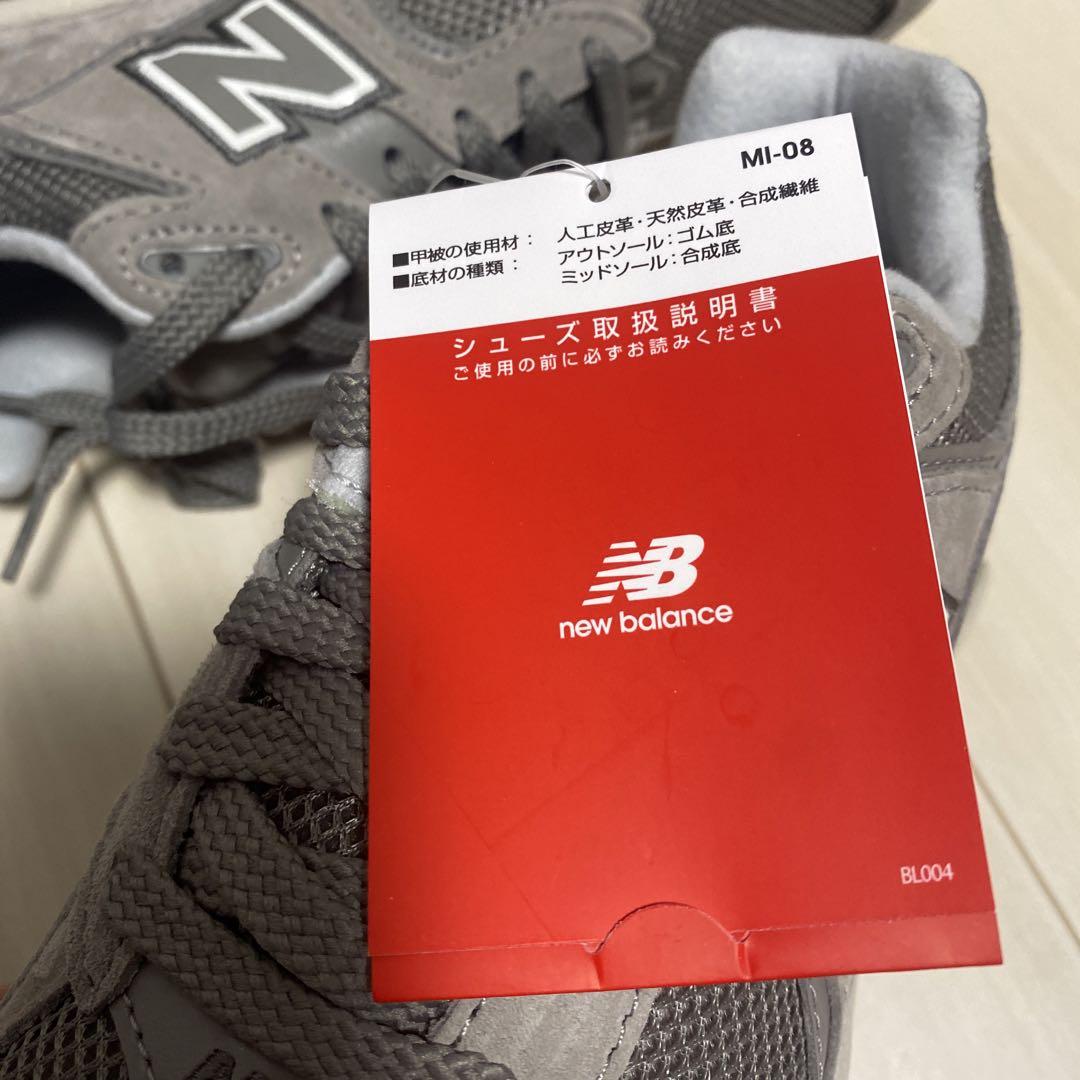 N
MI-08
■甲被の使用材： 人工皮革・天然皮革・合成繊維
■底材の種類： アウトソール：ゴム底
ミッドソール：合成底
シューズ取扱説明書
ご使用の前に必ずお読みください
NB
new balance
BL004